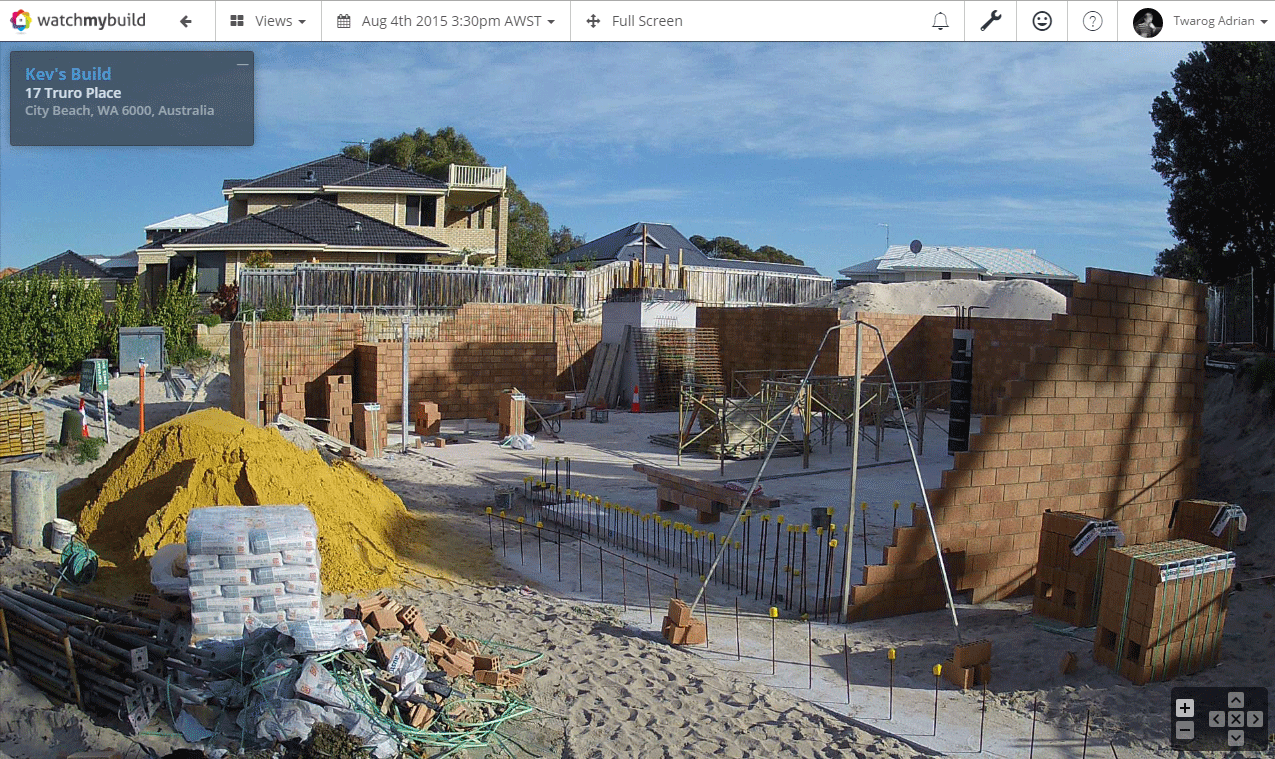 watchmybuild
Views
Aug 4th 2015 3:30pm AWST
Full Screen
Twarog Adrian
Kev's Build
17 Truro Place
City Beach, WA 6000, Australia